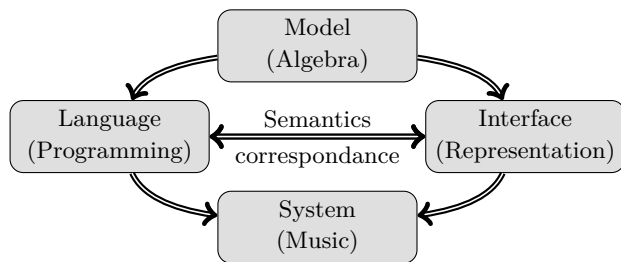 Model
(Algebra)
Language
(Programming)
Semantics
correspondance
Interface
(Representation)
System
(Music)